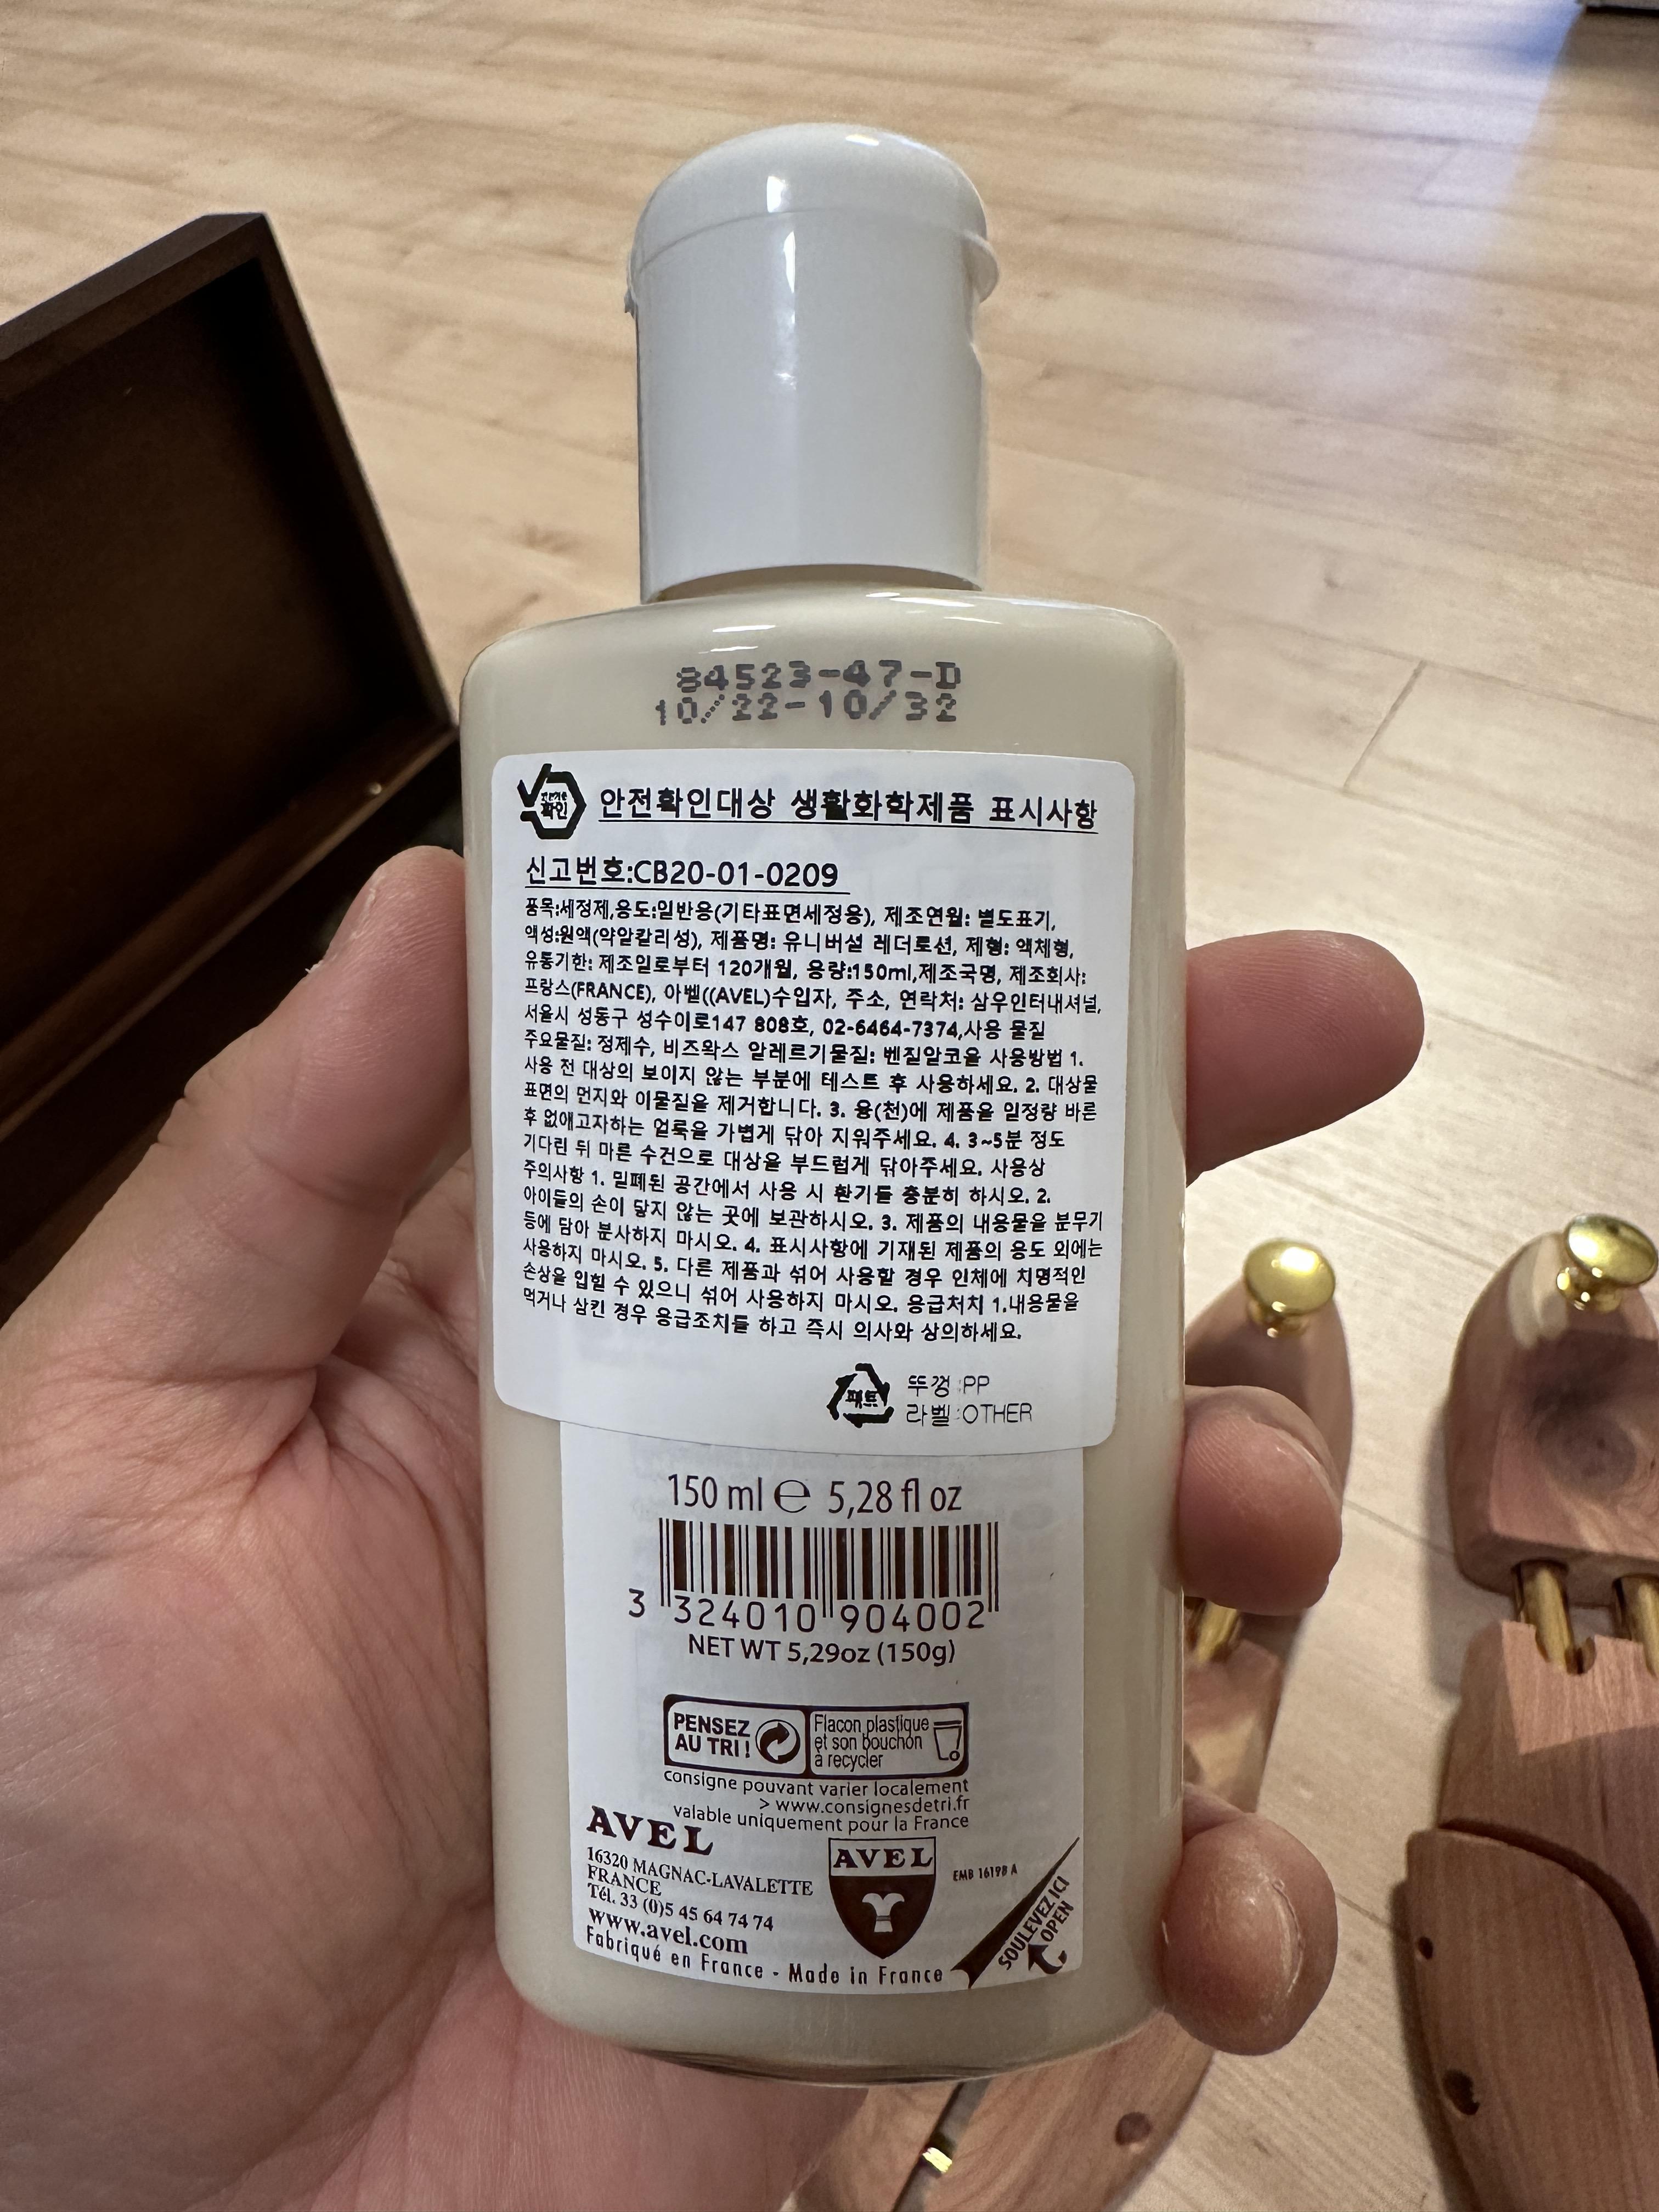 84523-47-D
10/22-10/32
확인
안전확인대상 생활화학제품 표시사항
신고번호:CB20-01-0209
품목:세정제,용도:일반용(기타표면세정용), 제조연월: 별도표기,
액성:원액(약알칼리성), 제품명: 유니버설 레더로션, 제형: 액체형,
유통기한: 제조일로부터 120개월, 용량:150ml,제조국명, 제조회사:
프랑스(FRANCE), 아벨((AVEL)수입자, 주소, 연락처: 삼우인터내셔널,
서울시 성동구 성수이로147 808호, 02-6464-7374,사용 물질
주요물질: 정제수, 비즈왁스 알레르기물질: 벤질알코올 사용방법 1.
사용 전 대상의 보이지 않는 부분에 테스트 후 사용하세요. 2. 대상물
표면의 먼지와 이물질을 제거합니다. 3. 융(천)에 제품을 일정량 바른
후 없애고자하는 얼룩을 가볍게 닦아 지워주세요. 4. 3~5분 정도
기다린 뒤 마른 수건으로 대상을 부드럽게 닦아주세요. 사용상
주의사항 1. 밀폐된 공간에서 사용 시 환기를 충분히 하시오. 2.
아이들의 손이 닿지 않는 곳에 보관하시오. 3. 제품의 내용물을 분무기
등에 담아 분사하지 마시오. 4. 표시사항에 기재된 제품의 용도 외에는
사용하지 마시오. 5. 다른 제품과 섞어 사용할 경우 인체에 치명적인
손상을 입힐 수 있으니 섞어 사용하지 마시오. 응급처치 1.내용물을
먹거나 삼킨 경우 응급조치를 하고 즉시 의사와 상의하세요.
페트
뚜껑:PP
라벨:OTHER
150 ml ℮ 5,28 fl oz
3 324010 904002
NET WT 5,29oz (150g)
PENSEZ
AU TRI !
Flacon plastique
et son bouchon
à recycler
consigne pouvant varier localement
> www.consignesdetri.fr
valable uniquement pour la France
AVEL
16320 MAGNAC-LAVALETTE
FRANCE
Tél. 33 (0)5 45 64 74 74
www.avel.com
Fabriqué en France - Made in France
AVEL
EMB 1619B A
SOULEVEZ ICI
OPEN